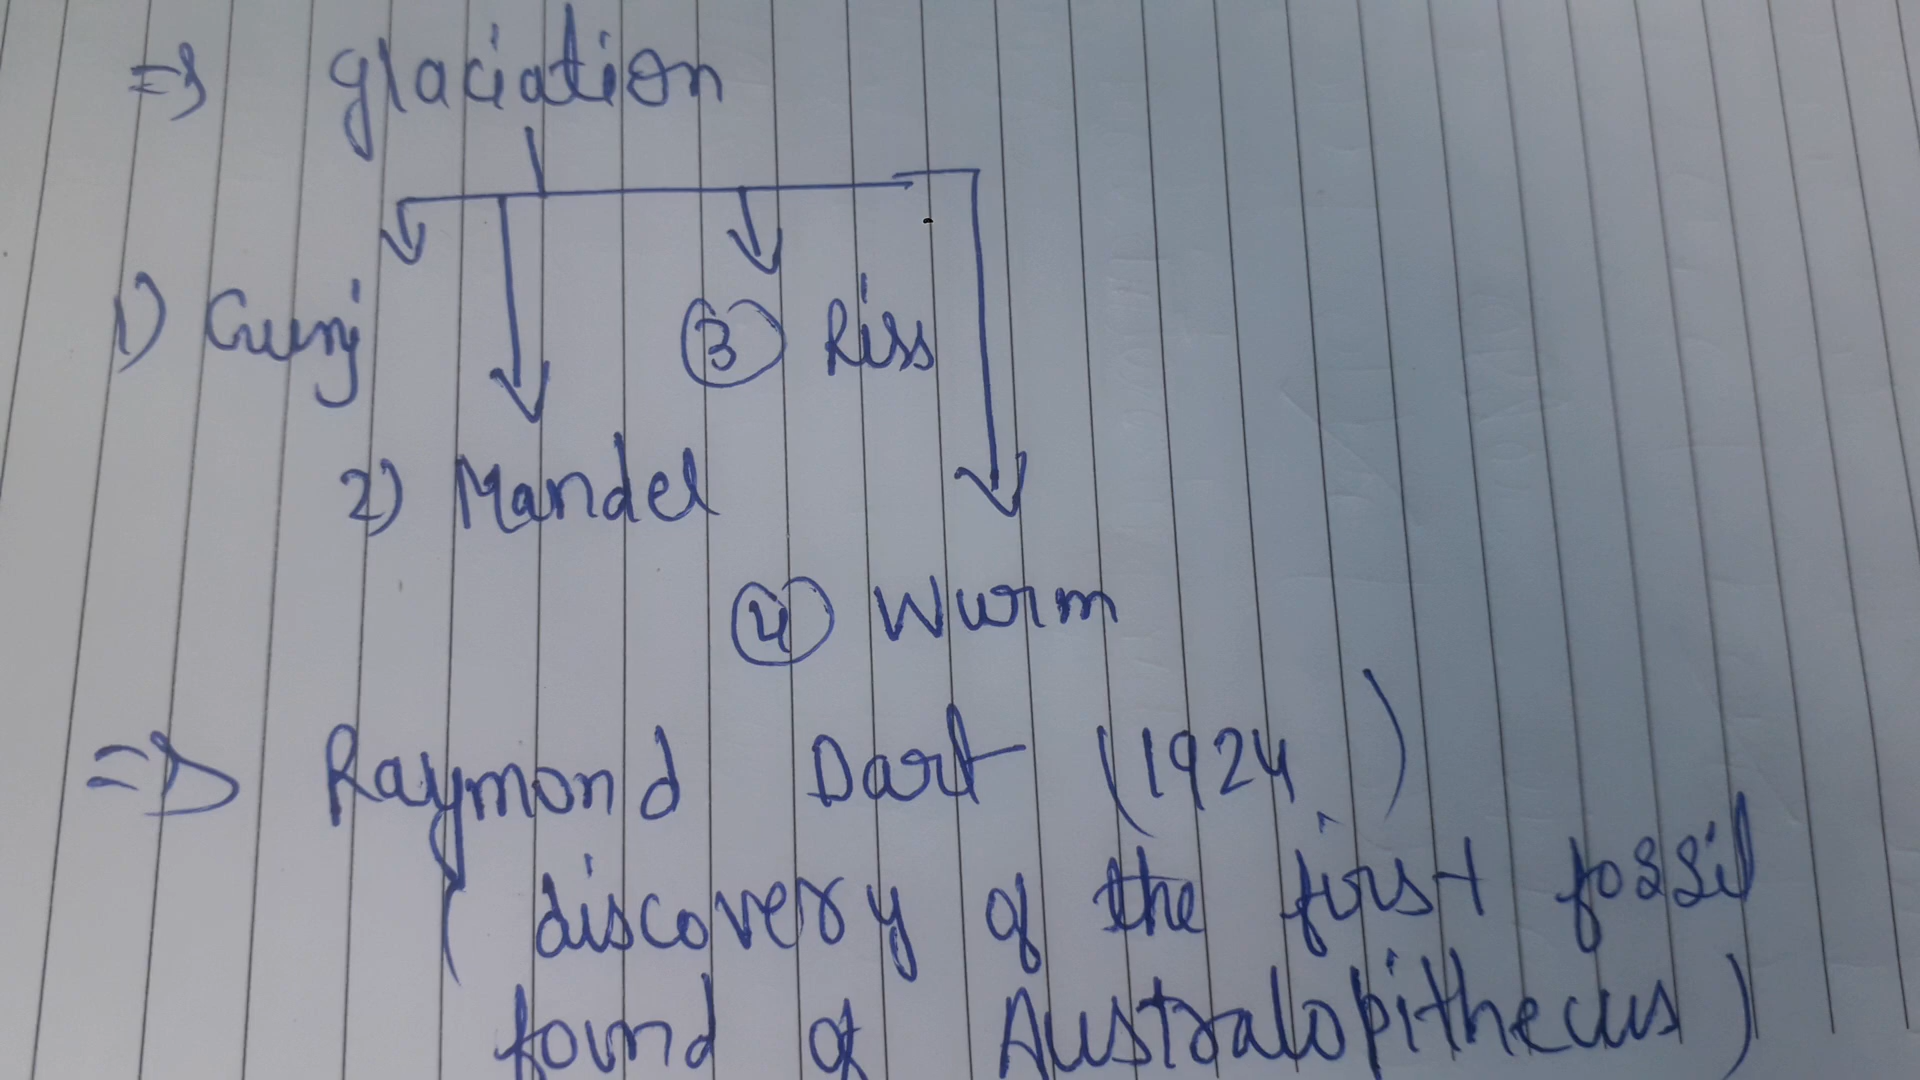 => glaciation
1) Gunj
③ Riss
2) Mandel
④ Wurm
=> Raymond Dart (1924)
( discovery of the first fossil
found of Australopithecus)